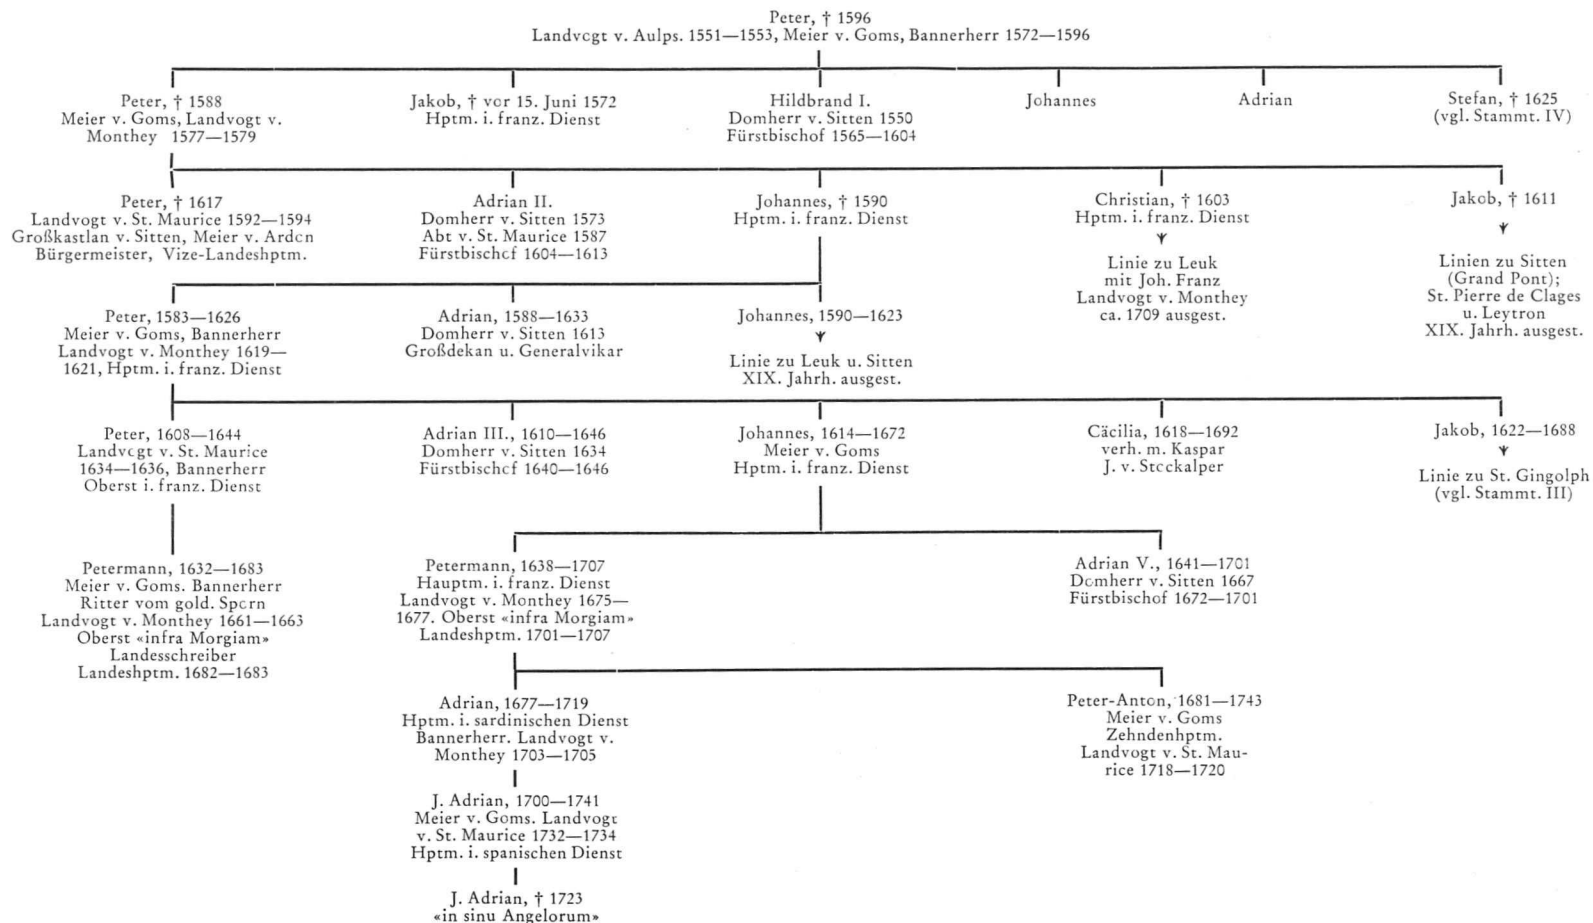 Peter, † 1596
Landvogt v. Aulps. 1551—1553, Meier v. Goms, Bannerherr 1572—1596
Peter, † 1588
Meier v. Goms, Landvogt v.
Monthey 1577—1579
Jakob, † vor 15. Juni 1572
Hptm. i. franz. Dienst
Hildbrand I.
Domherr v. Sitten 1550
Fürstbischof 1565—1604
Johannes
Adrian
Stefan, † 1625
(vgl. Stammt. IV)
Peter, † 1617
Landvogt v. St. Maurice 1592—1594
Großkastlan v. Sitten, Meier v. Arden
Bürgermeister, Vize-Landeshptm.
Adrian II.
Domherr v. Sitten 1573
Abt v. St. Maurice 1587
Fürstbischof 1604—1613
Johannes, † 1590
Hptm. i. franz. Dienst
Christian, † 1603
Hptm. i. franz. Dienst
Linie zu Leuk
mit Joh. Franz
Landvogt v. Monthey
ca. 1709 ausgest.
Jakob, † 1611
Linien zu Sitten
(Grand Pont);
St. Pierre de Clages
u. Leytron
XIX. Jahrh. ausgest.
Peter, 1583—1626
Meier v. Goms, Bannerherr
Landvogt v. Monthey 1619—
1621, Hptm. i. franz. Dienst
Adrian, 1588—1633
Domherr v. Sitten 1613
Großdekan u. Generalvikar
Johannes, 1590—1623
Linie zu Leuk u. Sitten
XIX. Jahrh. ausgest.
Peter, 1608—1644
Landvogt v. St. Maurice
1634—1636, Bannerherr
Oberst i. franz. Dienst
Adrian III., 1610—1646
Domherr v. Sitten 1634
Fürstbischof 1640—1646
Johannes, 1614—1672
Meier v. Goms
Hptm. i. franz. Dienst
Cäcilia, 1618—1692
verh. m. Kaspar
J. v. Stockalper
Jakob, 1622—1688
Linie zu St. Gingolph
(vgl. Stammt. III)
Petermann, 1632—1683
Meier v. Goms. Bannerherr
Ritter vom gold. Sporn
Landvogt v. Monthey 1661—1663
Oberst «infra Morgiam»
Landesschreiber
Landeshptm. 1682—1683
Petermann, 1638—1707
Hauptm. i. franz. Dienst
Landvogt v. Monthey 1675—
1677. Oberst «infra Morgiam»
Landeshptm. 1701—1707
Adrian V., 1641—1701
Domherr v. Sitten 1667
Fürstbischof 1672—1701
Adrian, 1677—1719
Hptm. i. sardinischen Dienst
Bannerherr. Landvogt v.
Monthey 1703—1705
Peter-Anton, 1681—1743
Meier v. Goms
Zehndenhptm.
Landvogt v. St. Mau-
rice 1718—1720
J. Adrian, 1700—1741
Meier v. Goms. Landvogt
v. St. Maurice 1732—1734
Hptm. i. spanischen Dienst
J. Adrian, † 1723
«in sinu Angelorum»